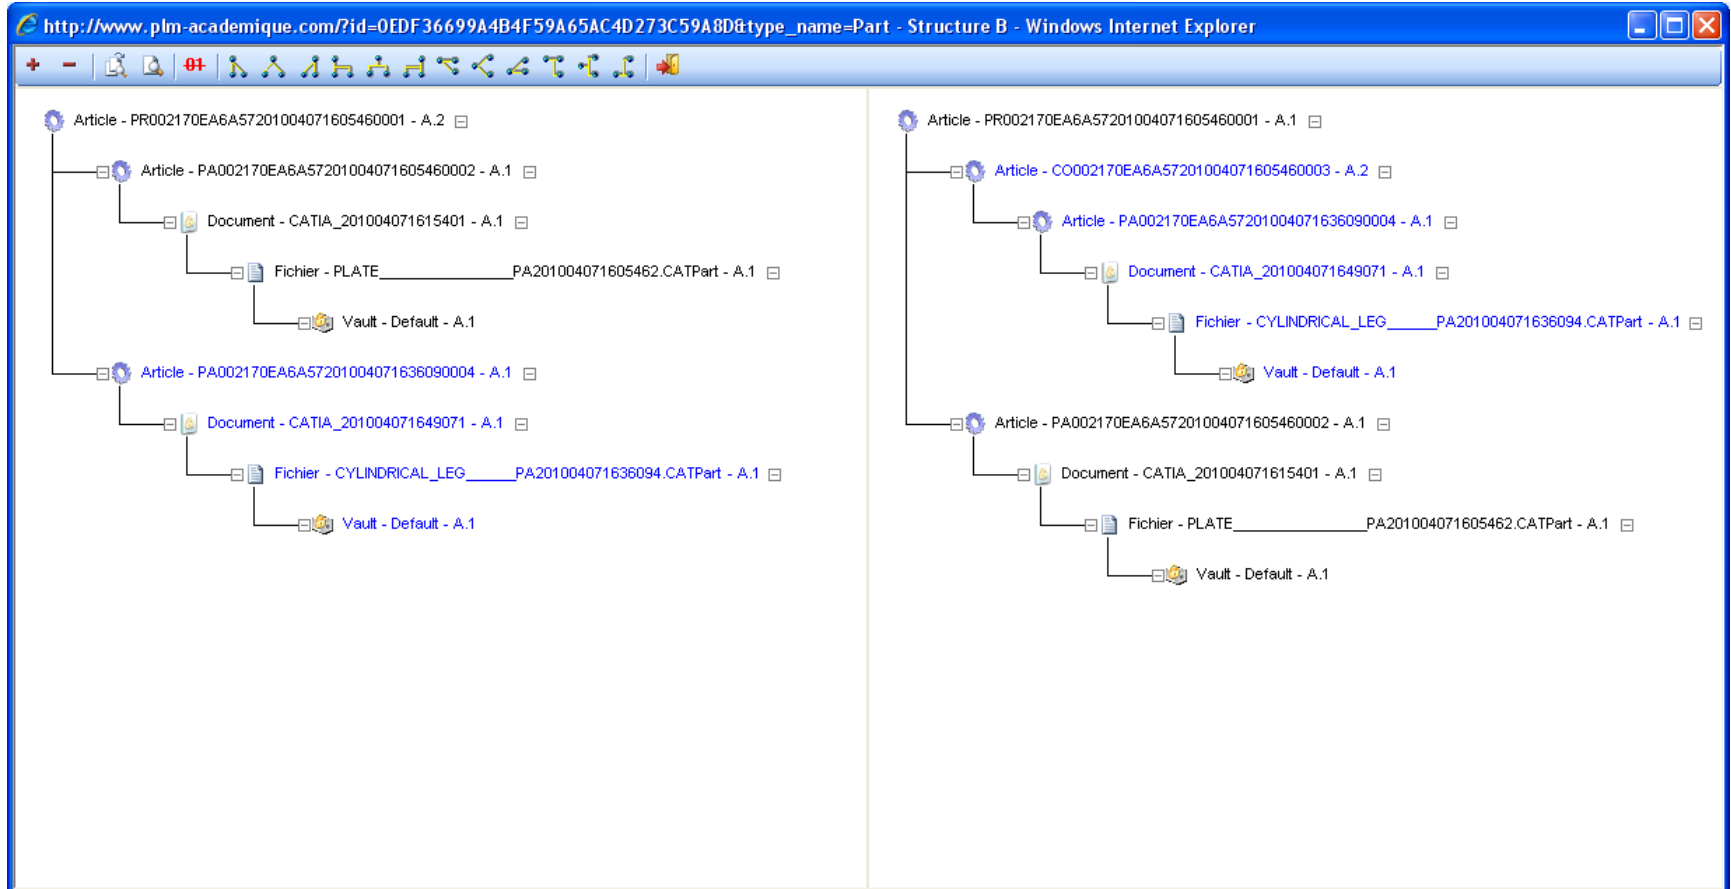 http://www.plm-academique.com/?id=0EDF36699A4B4F59A65AC4D273C59A8D&type_name=Part - Structure B - Windows Internet Explorer
01
Article - PR002170EA6A57201004071605460001 - A.2
Article - PA002170EA6A57201004071605460002 - A.1
Document - CATIA_201004071615401 - A.1
Fichier - PLATE________________PA201004071605462.CATPart - A.1
Vault - Default - A.1
Article - PA002170EA6A57201004071636090004 - A.1
Document - CATIA_201004071649071 - A.1
Fichier - CYLINDRICAL_LEG______PA201004071636094.CATPart - A.1
Vault - Default - A.1
Article - PR002170EA6A57201004071605460001 - A.1
Article - CO002170EA6A57201004071605460003 - A.2
Article - PA002170EA6A57201004071636090004 - A.1
Document - CATIA_201004071649071 - A.1
Fichier - CYLINDRICAL_LEG______PA201004071636094.CATPart - A.1
Vault - Default - A.1
Article - PA002170EA6A57201004071605460002 - A.1
Document - CATIA_201004071615401 - A.1
Fichier - PLATE________________PA201004071605462.CATPart - A.1
Vault - Default - A.1